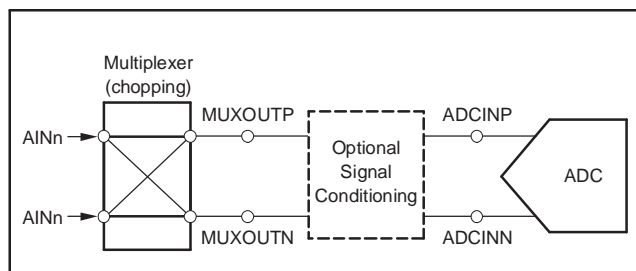 Multiplexer
(chopping)
MUXOUTP
ADCINP
AINn
Optional
Signal
Conditioning
ADC
AINn
MUXOUTN
ADCINN